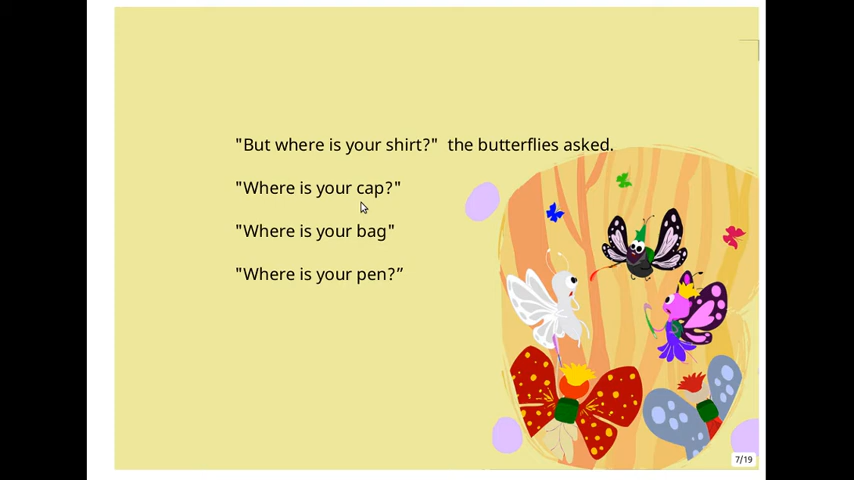 "But where is your shirt?"  the butterflies asked.
"Where is your cap?"
"Where is your bag"
"Where is your pen?”
7/19